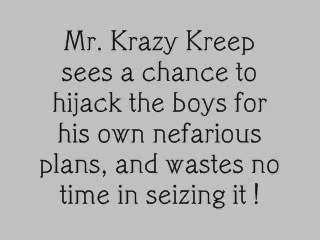 Mr. Krazy Kreep
sees a chance to
hijack the boys for
his own nefarious
plans, and wastes no
time in seizing it !